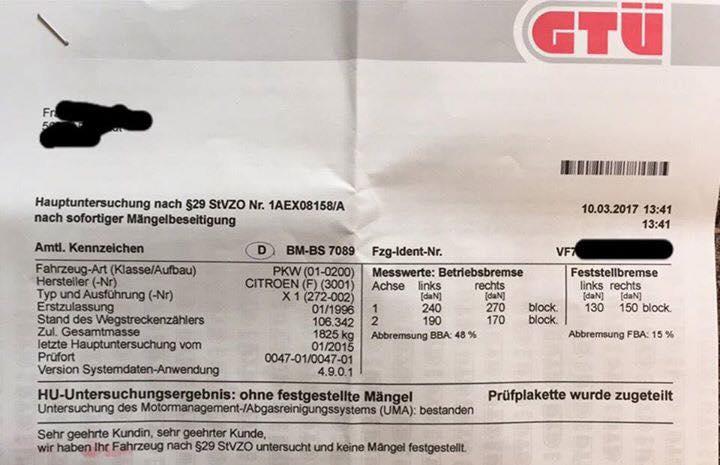 GTÜ
Hauptuntersuchung nach §29 StVZO Nr. 1AEX08158/A
nach sofortiger Mängelbeseitigung
10.03.2017 13:41
13:41
Amtl. Kennzeichen D BM-BS 7089 Fzg-Ident-Nr. VF7
Fahrzeug-Art (Klasse/Aufbau) PKW (01-0200)
Hersteller (-Nr) CITROEN (F) (3001)
Typ und Ausführung (-Nr) X 1 (272-002)
Erstzulassung 01/1996
Stand des Wegstreckenzählers 106.342
Zul. Gesamtmasse 1825 kg
letzte Hauptuntersuchung vom 01/2015
Prüfort 0047-01/0047-01
Version Systemdaten-Anwendung 4.9.0.1
Messwerte: Betriebsbremse
Achse links rechts
[daN] [daN]
1 240 270 block.
2 190 170 block.
Abbremsung BBA: 48 %
Feststellbremse
links rechts
[daN] [daN]
130 150 block.
Abbremsung FBA: 15 %
HU-Untersuchungsergebnis: ohne festgestellte Mängel Prüfplakette wurde zugeteilt
Untersuchung des Motormanagement-/Abgasreinigungssystems (UMA): bestanden
Sehr geehrte Kundin, sehr geehrter Kunde,
wir haben Ihr Fahrzeug nach §29 StVZO untersucht und keine Mängel festgestellt.